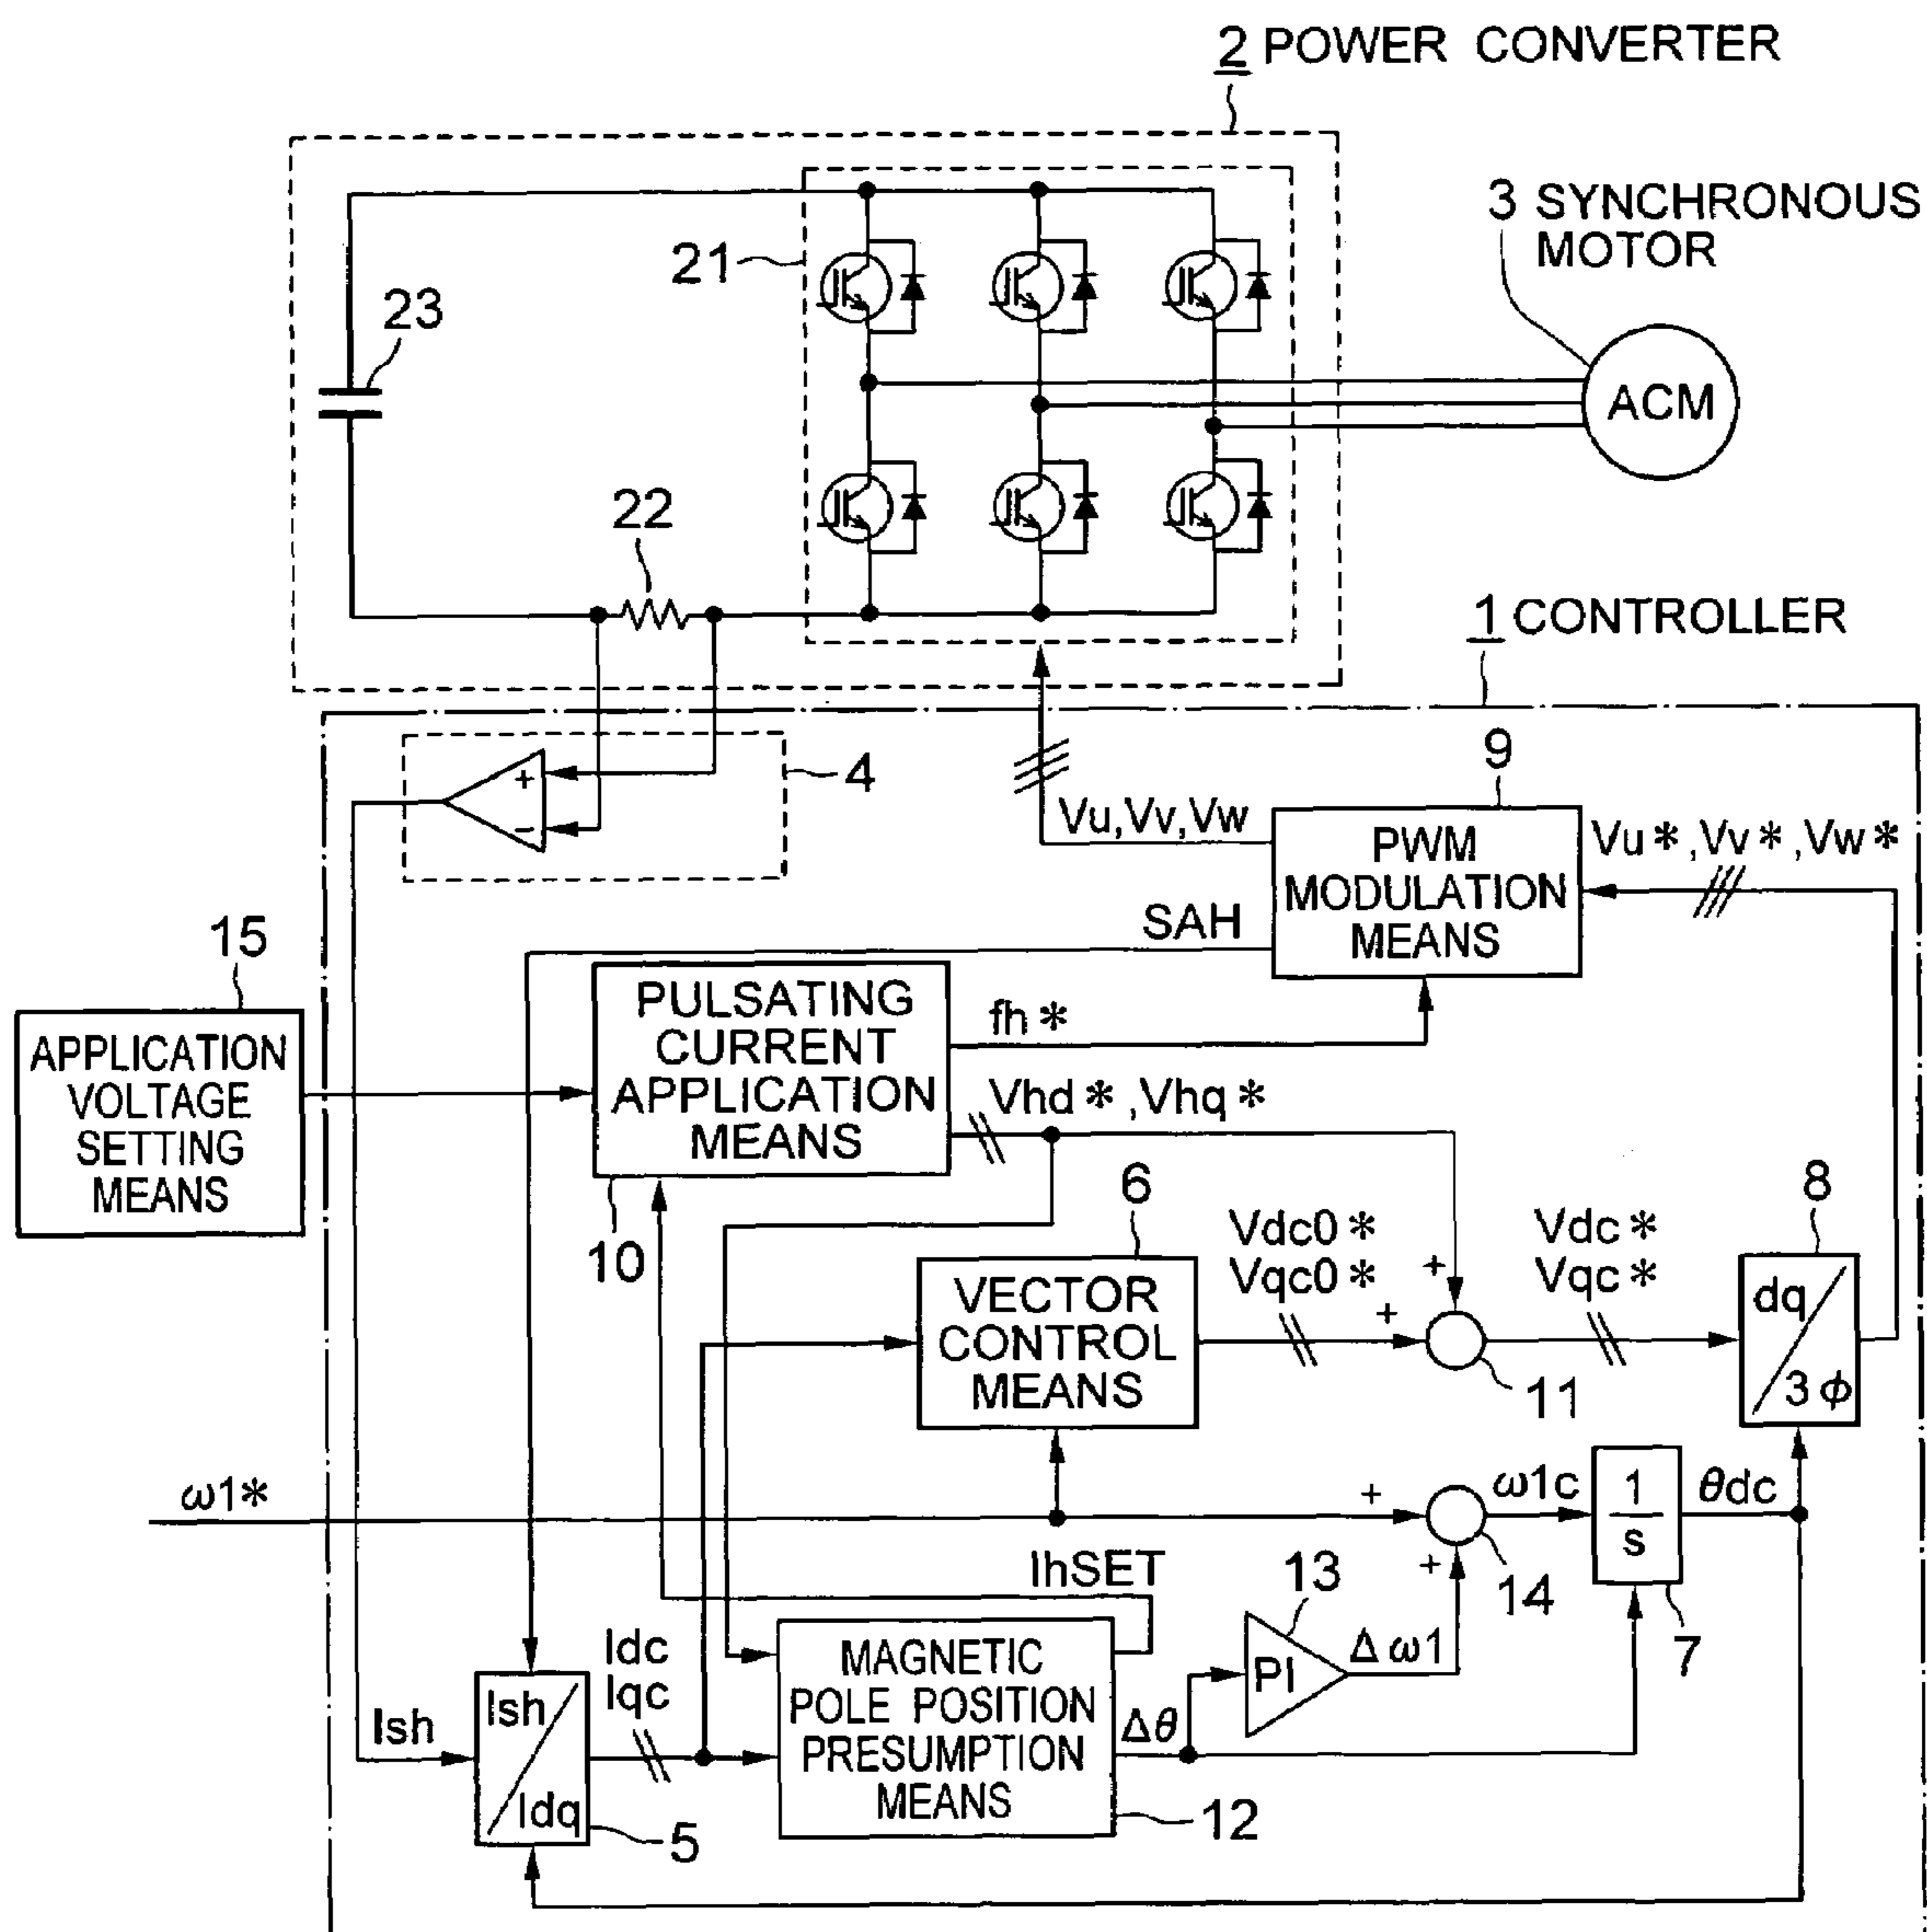 2 POWER CONVERTER
3 SYNCHRONOUS
MOTOR
21
23
ACM
22
1 CONTROLLER
9
+
4
−
Vu,Vv,Vw
PWM
MODULATION
MEANS
Vu*,Vv*,Vw*
SAH
15
APPLICATION
VOLTAGE
SETTING
MEANS
PULSATING
CURRENT
APPLICATION
MEANS
fh*
Vhd*,Vhq*
10
6
8
VECTOR
CONTROL
MEANS
Vdc0*
Vqc0*
+
+
Vdc*
Vqc*
dq
3ϕ
11
ω1*
+
ω1c
1
s
θdc
IhSET
13
+
14
7
Idc
Iqc
MAGNETIC
POLE POSITION
PRESUMPTION
MEANS
PI
Δω1
Ish
Ish
Idq
Δθ
5
12